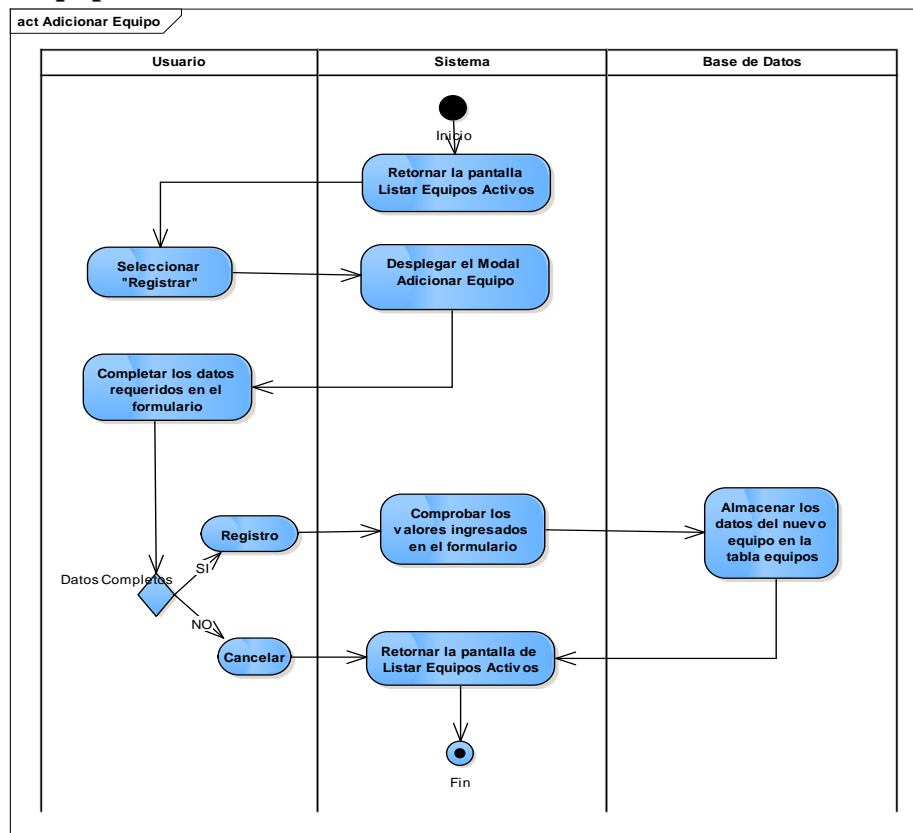 act Adicionar Equipo
Usuario
Sistema
Base de Datos
Inicio
Retornar la pantalla
Listar Equipos Activos
Seleccionar
"Registrar"
Desplegar el Modal
Adicionar Equipo
Completar los datos
requeridos en el
formulario
Datos Completos
SI
Registro
Comprobar los
valores ingresados
en el formulario
Almacenar los
datos del nuevo
equipo en la
tabla equipos
NO
Cancelar
Retornar la pantalla de
Listar Equipos Activos
Fin